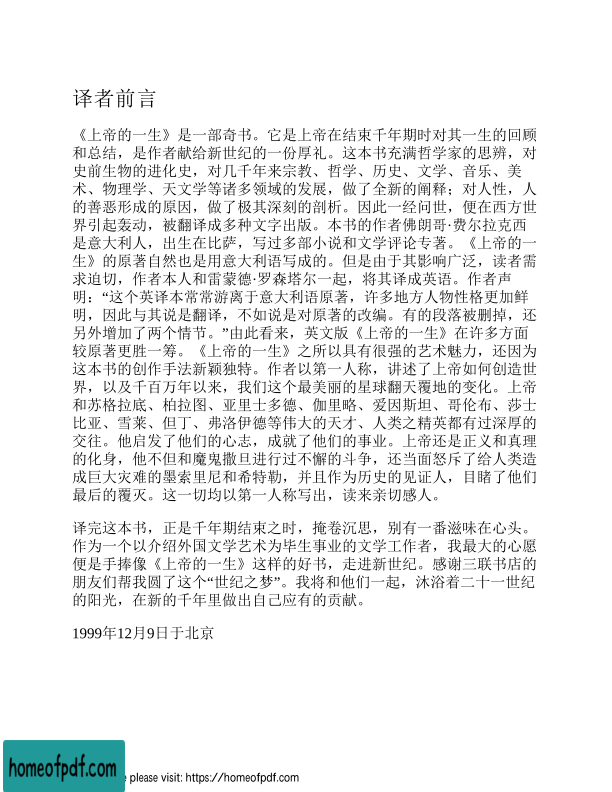 译者前言
《上帝的一生》是一部奇书。它是上帝在结束千年期时对其一生的回顾
和总结，是作者献给新世纪的一份厚礼。这本书充满哲学家的思辨，对
史前生物的进化史，对几千年来宗教、哲学、历史、文学、音乐、美
术、物理学、天文学等诸多领域的发展，做了全新的阐释；对人性，人
的善恶形成的原因，做了极其深刻的剖析。因此一经问世，便在西方世
界引起轰动，被翻译成多种文字出版。本书的作者佛朗哥·费尔拉克西
是意大利人，出生在比萨，写过多部小说和文学评论专著。《上帝的一
生》的原著自然也是用意大利语写成的。但是由于其影响广泛，读者需
求迫切，作者本人和雷蒙德·罗森塔尔一起，将其译成英语。作者声
明：“这个英译本常常游离于意大利语原著，许多地方人物性格更加鲜
明，因此与其说是翻译，不如说是对原著的改编。有的段落被删掉，还
另外增加了两个情节。”由此看来，英文版《上帝的一生》在许多方面
较原著更胜一筹。《上帝的一生》之所以具有很强的艺术魅力，还因为
这本书的创作手法新颖独特。作者以第一人称，讲述了上帝如何创造世
界，以及千百万年以来，我们这个最美丽的星球翻天覆地的变化。上帝
和苏格拉底、柏拉图、亚里士多德、伽里略、爱因斯坦、哥伦布、莎士
比亚、雪莱、但丁、弗洛伊德等伟大的天才、人类之精英都有过深厚的
交往。他启发了他们的心志，成就了他们的事业。上帝还是正义和真理
的化身，他不但和魔鬼撒旦进行过不懈的斗争，还当面怒斥了给人类造
成巨大灾难的墨索里尼和希特勒，并且作为历史的见证人，目睹了他们
最后的覆灭。这一切均以第一人称写出，读来亲切感人。
译完这本书，正是千年期结束之时，掩卷沉思，别有一番滋味在心头。
作为一个以介绍外国文学艺术为毕生事业的文学工作者，我最大的心愿
便是手捧像《上帝的一生》这样的好书，走进新世纪。感谢三联书店的
朋友们帮我圆了这个“世纪之梦”。我将和他们一起，沐浴着二十一世纪
的阳光，在新的千年里做出自己应有的贡献。
1999年12月9日于北京
homeofpdf.com
please visit: https://homeofpdf.com